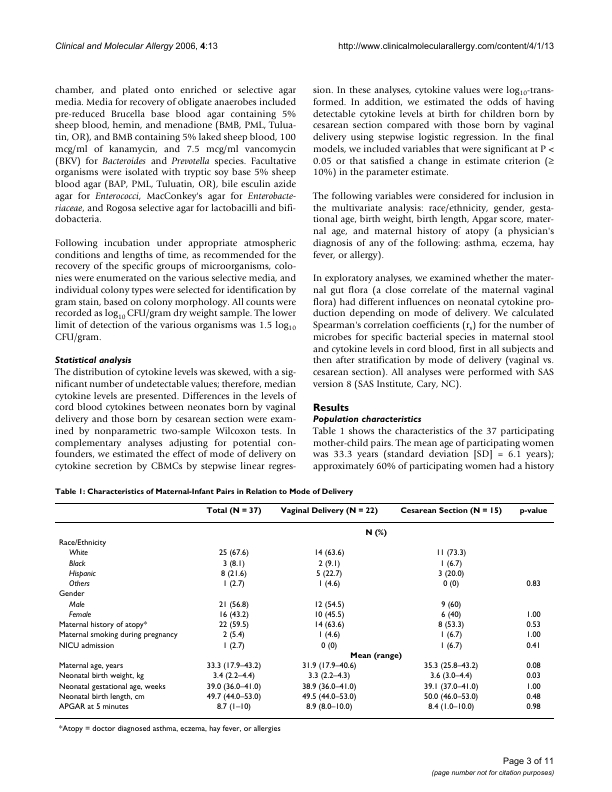 Clinical and Molecular Allergy 2006, 4:13
http://www.clinicalmolecularallergy.com/content/4/1/13
chamber, and plated onto enriched or selective agar
media. Media for recovery of obligate anaerobes included
pre-reduced Brucella base blood agar containing 5%
sheep blood, hemin, and menadione (BMB, PML, Tulua-
tin, OR), and BMB containing 5% laked sheep blood, 100
mcg/ml of kanamycin, and 7.5 mcg/ml vancomycin
(BKV) for Bacteroides and Prevotella species. Facultative
organisms were isolated with tryptic soy base 5% sheep
blood agar (BAP, PML, Tuluatin, OR), bile esculin azide
agar for Enterococci, MacConkey's agar for Enterobacte-
riaceae, and Rogosa selective agar for lactobacilli and bifi-
dobacteria.
Following incubation under appropriate atmospheric
conditions and lengths of time, as recommended for the
recovery of the specific groups of microorganisms, colo-
nies were enumerated on the various selective media, and
individual colony types were selected for identification by
gram stain, based on colony morphology. All counts were
recorded as log10 CFU/gram dry weight sample. The lower
limit of detection of the various organisms was 1.5 log10
CFU/gram.
Statistical analysis
The distribution of cytokine levels was skewed, with a sig-
nificant number of undetectable values; therefore, median
cytokine levels are presented. Differences in the levels of
cord blood cytokines between neonates born by vaginal
delivery and those born by cesarean section were exam-
ined by nonparametric two-sample Wilcoxon tests. In
complementary analyses adjusting for potential con-
founders, we estimated the effect of mode of delivery on
cytokine secretion by CBMCs by stepwise linear regres-
sion. In these analyses, cytokine values were log10-trans-
formed. In addition, we estimated the odds of having
detectable cytokine levels at birth for children born by
cesarean section compared with those born by vaginal
delivery using stepwise logistic regression. In the final
models, we included variables that were significant at P <
0.05 or that satisfied a change in estimate criterion (≥
10%) in the parameter estimate.
The following variables were considered for inclusion in
the multivariate analysis: race/ethnicity, gender, gesta-
tional age, birth weight, birth length, Apgar score, mater-
nal age, and maternal history of atopy (a physician's
diagnosis of any of the following: asthma, eczema, hay
fever, or allergy).
In exploratory analyses, we examined whether the mater-
nal gut flora (a close correlate of the maternal vaginal
flora) had different influences on neonatal cytokine pro-
duction depending on mode of delivery. We calculated
Spearman's correlation coefficients (rs) for the number of
microbes for specific bacterial species in maternal stool
and cytokine levels in cord blood, first in all subjects and
then after stratification by mode of delivery (vaginal vs.
cesarean section). All analyses were performed with SAS
version 8 (SAS Institute, Cary, NC).
Results
Population characteristics
Table 1 shows the characteristics of the 37 participating
mother-child pairs. The mean age of participating women
was 33.3 years (standard deviation [SD] = 6.1 years);
approximately 60% of participating women had a history
Table 1: Characteristics of Maternal-Infant Pairs in Relation to Mode of Delivery
Total (N = 37) Vaginal Delivery (N = 22) Cesarean Section (N = 15) p-value
N (%)
Race/Ethnicity
White 25 (67.6) 14 (63.6) 11 (73.3)
Black 3 (8.1) 2 (9.1) 1 (6.7)
Hispanic 8 (21.6) 5 (22.7) 3 (20.0)
Others 1 (2.7) 1 (4.6) 0 (0) 0.83
Gender
Male 21 (56.8) 12 (54.5) 9 (60)
Female 16 (43.2) 10 (45.5) 6 (40) 1.00
Maternal history of atopy* 22 (59.5) 14 (63.6) 8 (53.3) 0.53
Maternal smoking during pregnancy 2 (5.4) 1 (4.6) 1 (6.7) 1.00
NICU admission 1 (2.7) 0 (0) 1 (6.7) 0.41
Mean (range)
Maternal age, years 33.3 (17.9–43.2) 31.9 (17.9–40.6) 35.3 (25.8–43.2) 0.08
Neonatal birth weight, kg 3.4 (2.2–4.4) 3.3 (2.2–4.3) 3.6 (3.0–4.4) 0.03
Neonatal gestational age, weeks 39.0 (36.0–41.0) 38.9 (36.0–41.0) 39.1 (37.0–41.0) 1.00
Neonatal birth length, cm 49.7 (44.0–53.0) 49.5 (44.0–53.0) 50.0 (46.0–53.0) 0.48
APGAR at 5 minutes 8.7 (1–10) 8.9 (8.0–10.0) 8.4 (1.0–10.0) 0.98
*Atopy = doctor diagnosed asthma, eczema, hay fever, or allergies
Page 3 of 11
(page number not for citation purposes)